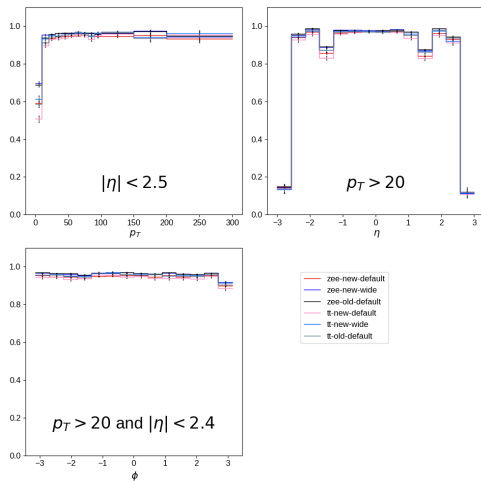 1.0
0.8
0.6
0.4
0.2
0.0
|η| < 2.5
0 50 100 150 200 250 300
p_T
1.0
0.8
0.6
0.4
0.2
0.0
p_T > 20
−3 −2 −1 0 1 2 3
η
1.0
0.8
0.6
0.4
0.2
0.0
p_T > 20 and |η| < 2.4
−3 −2 −1 0 1 2 3
ϕ
zee-new-default
zee-new-wide
zee-old-default
tt-new-default
tt-new-wide
tt-old-default